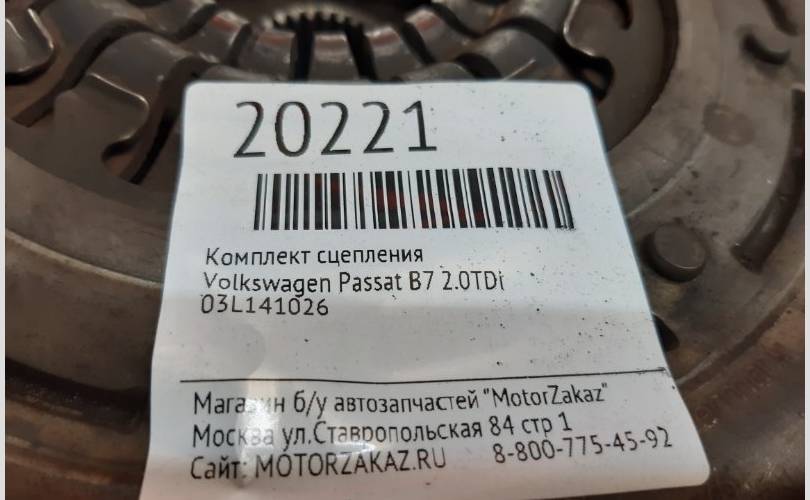 20221
Комплект сцепления
Volkswagen Passat B7 2.0TDi
03L141026
Магазин б/у автозапчастей "MotorZakaz"
Москва ул.Ставропольская 84 стр 1
Сайт: MOTORZAKAZ.RU 8-800-775-45-92